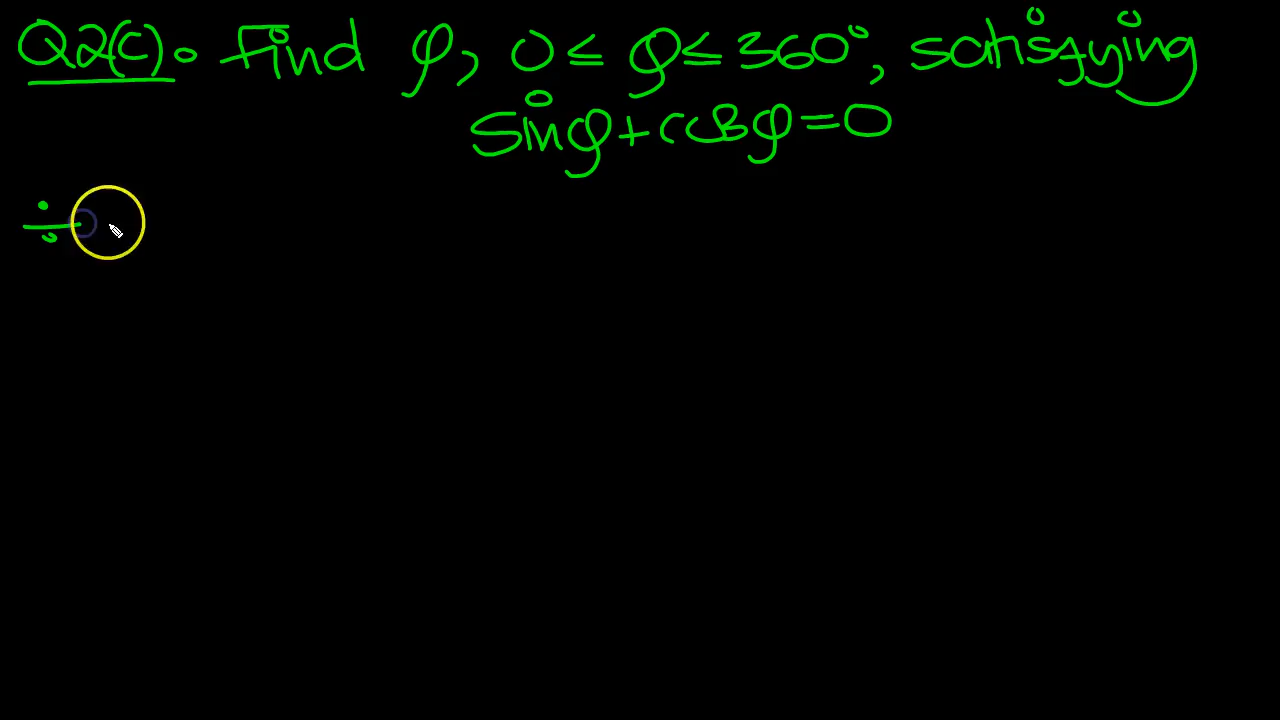 Q2(c). Find φ, 0 ≤ φ ≤ 360°, satisfying
sinφ + cosφ = 0
÷